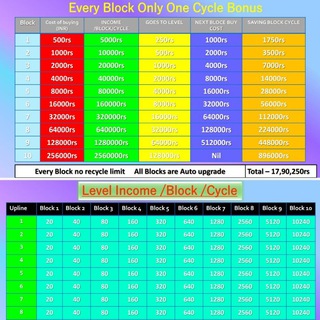 Every Block Only One Cycle Bonus
Block Cost of buying (INR) INCOME /BLOCK/CYCLE GOES TO LEVEL NEXT BLOCK BUY COST SAVING BLOCK CYCLE
1 500rs 5000rs 250rs 1000rs 1750rs
2 1000rs 10000rs 500rs 2000rs 3500rs
3 2000rs 20000rs 1000rs 4000rs 7000rs
4 4000rs 40000rs 2000rs 8000rs 14000rs
5 8000rs 80000rs 4000rs 16000rs 28000rs
6 16000rs 160000rs 8000rs 32000rs 56000rs
7 32000rs 320000rs 16000rs 64000rs 112000rs
8 64000rs 640000rs 32000rs 128000rs 224000rs
9 128000rs 1280000rs 64000rs 512000rs 448000rs
10 256000rs 2560000rs 128000rs Nil 896000rs
Every Block no recycle limit All Blocks are Auto upgrade Total – 17,90,250rs
Level Income /Block /Cycle
Upline Block 1 Block 2 Block 3 Block 4 Block 5 Block 6 Block 7 Block 8 Block 9 Block 10
1 20 40 80 160 320 640 1280 2560 5120 10240
2 20 40 80 160 320 640 1280 2560 5120 10240
3 20 40 80 160 320 640 1280 2560 5120 10240
4 20 40 80 160 320 640 1280 2560 5120 10240
5 20 40 80 160 320 640 1280 2560 5120 10240
6 20 40 80 160 320 640 1280 2560 5120 10240
7 20 40 80 160 320 640 1280 2560 5120 10240
8 20 40 80 160 320 640 1280 2560 5120 10240